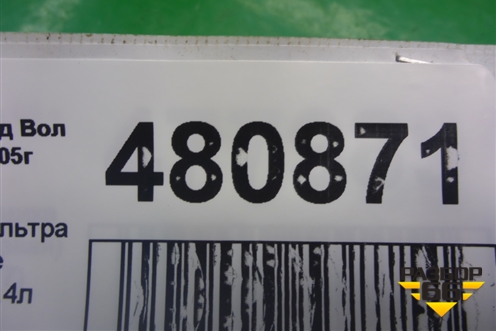 д Вол
480871
05г
льтра
е
4л
РАЗБОР
66